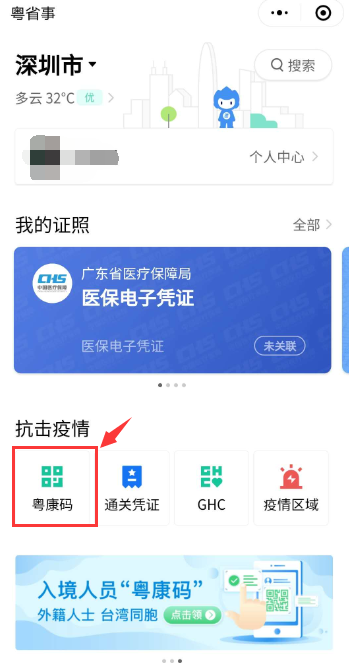 粤省事
深圳市
搜索
多云 32°C 优
个人中心
我的证照
全部
CHS
中国医疗保障
广东省医疗保障局
医保电子凭证
医保电子凭证
未关联
抗击疫情
粤康码
通关凭证
GHC
疫情区域
入境人员“粤康码”
外籍人士 台湾同胞 点击领